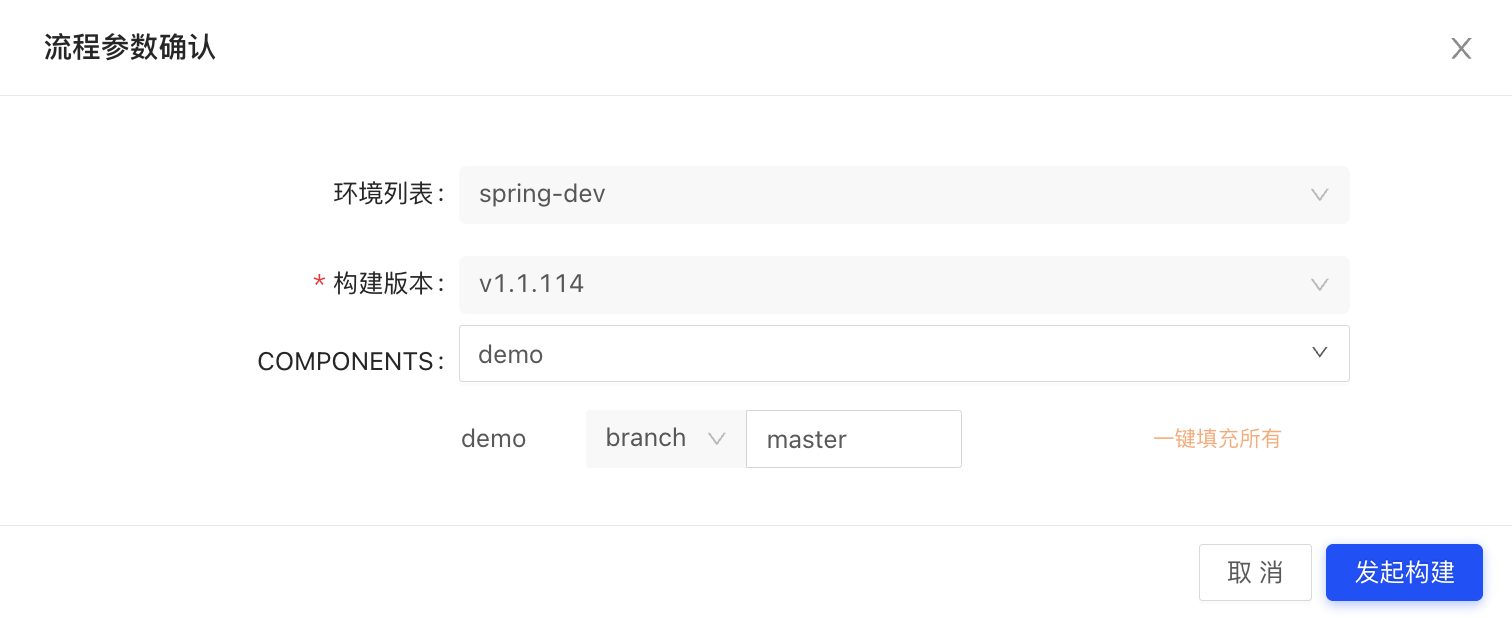 流程参数确认
环境列表: spring-dev
* 构建版本: v1.1.114
COMPONENTS: demo
demo branch master 一键填充所有
取 消 发起构建